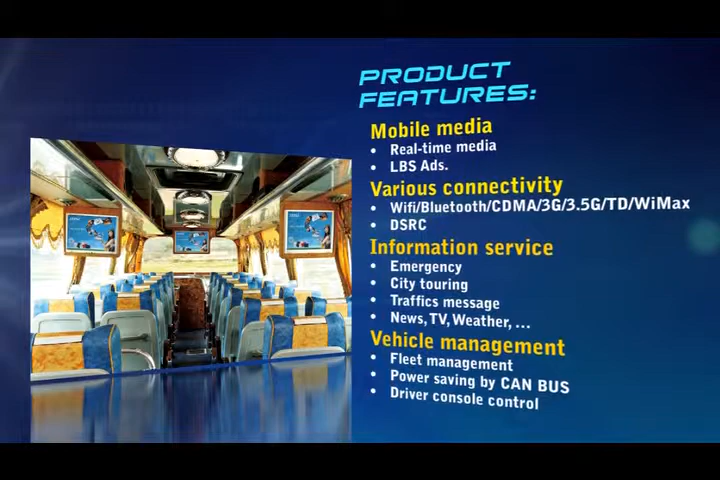 PRODUCT
FEATURES:
Mobile media
• Real-time media
• LBS Ads.
Various connectivity
• Wifi/Bluetooth/CDMA/3G/3.5G/TD/WiMax
• DSRC
Information service
• Emergency
• City touring
• Traffics message
• News, TV, Weather, ...
Vehicle management
• Fleet management
• Power saving by CAN BUS
• Driver console control